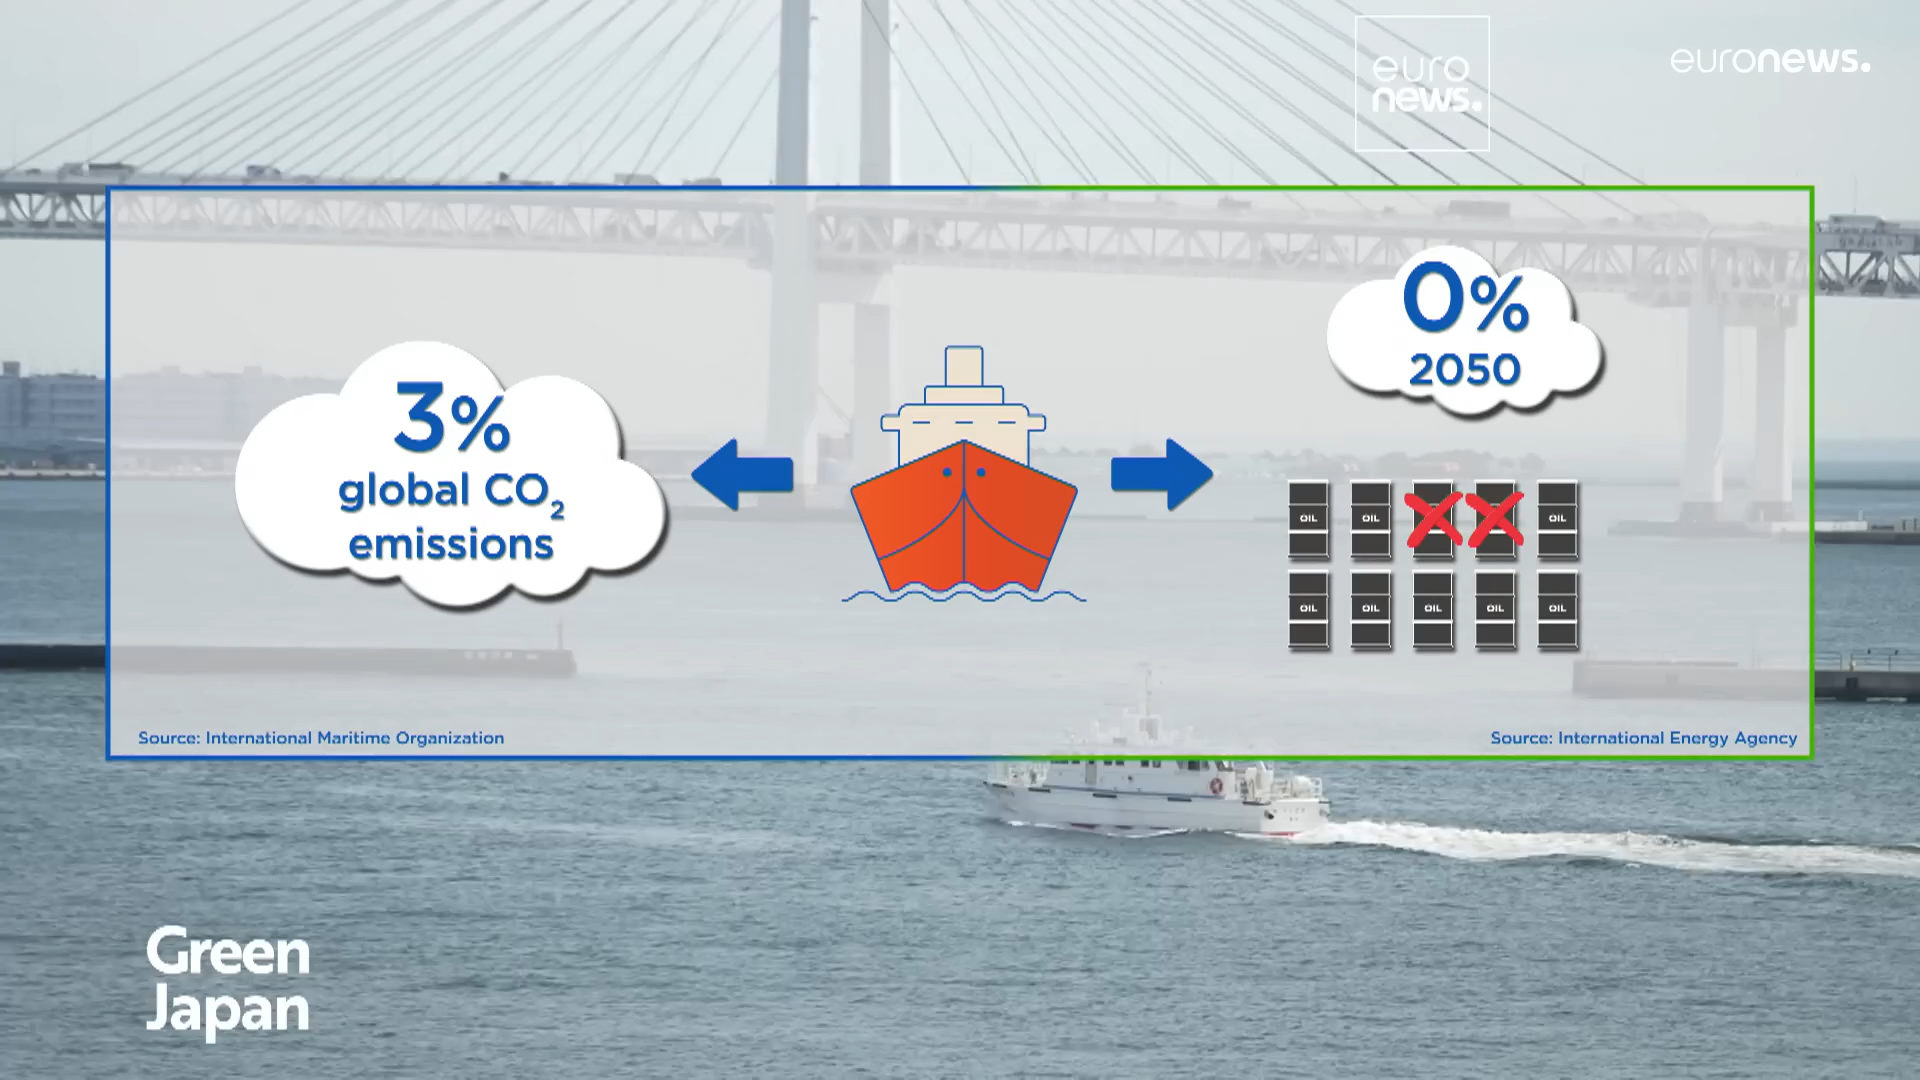 euro
news.
euronews.
3%
global CO₂
emissions
0%
2050
OIL
OIL
OIL
OIL
OIL
OIL
OIL
OIL
Source: International Maritime Organization
Source: International Energy Agency
Green
Japan